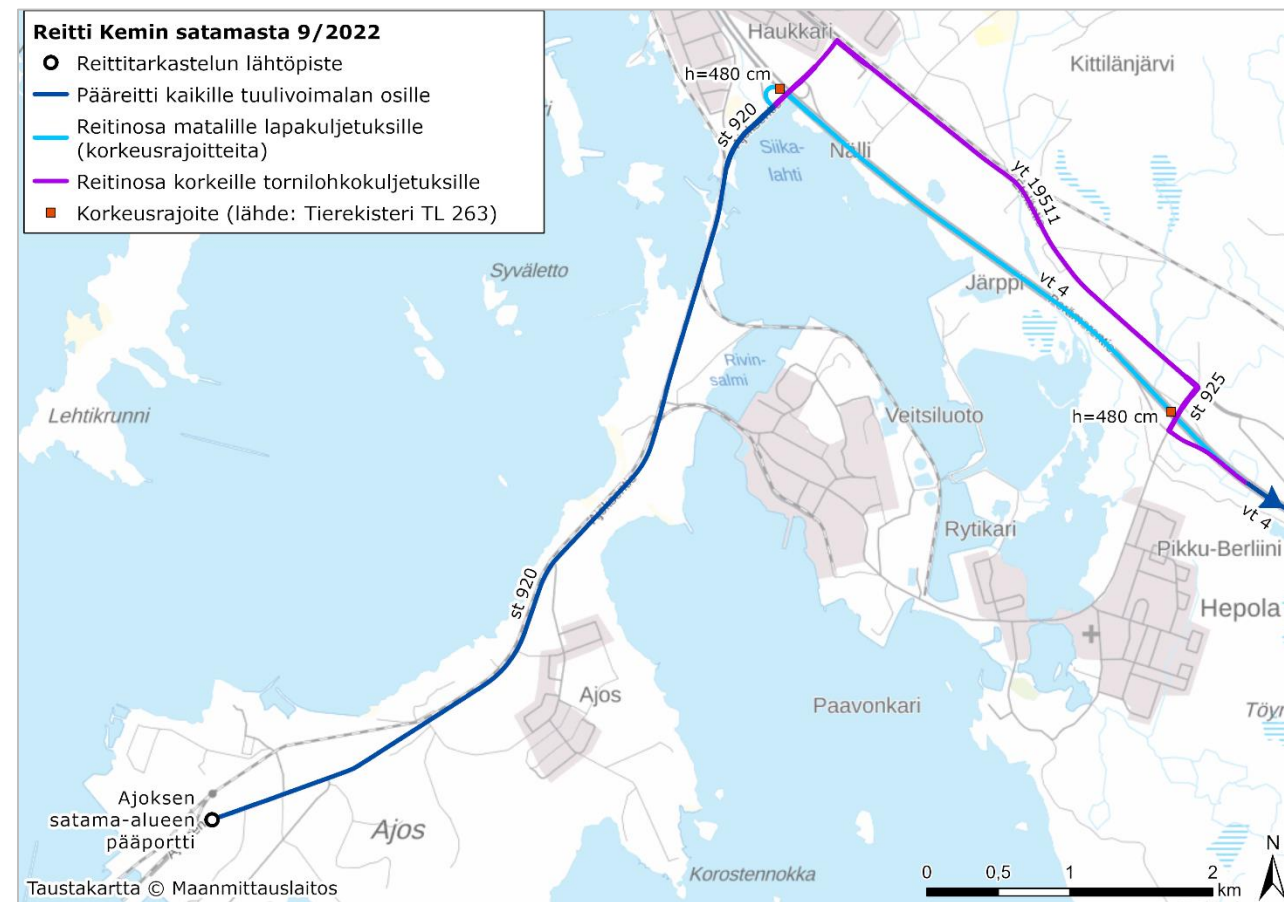 Reitti Kemin satamasta 9/2022
Reittitarkastelun lähtöpiste
Pääreitti kaikille tuulivoimalan osille
Reitinosa matalille lapakuljetuksille
(korkeusrajoitteita)
Reitinosa korkeille tornilohkokuljetuksille
Korkeusrajoite (lähde: Tierekisteri TL 263)
Haukkari
h=480 cm
Kittilänjärvi
st 920
Siika-
lahti
Nälli
yt 19511
Syväletto
Järppi
vt 4
Rivin-
salmi
Lehtikrunni
Veitsiluoto
h=480 cm
st 925
vt 4
Rytikari
Pikku-Berliini
Hepola
st 920
Ajos
Paavonkari
Ajoksen
satama-alueen
pääportti
Ajos
Korostennokka
N
0 0,5 1 2
km
Taustakartta © Maanmittauslaitos